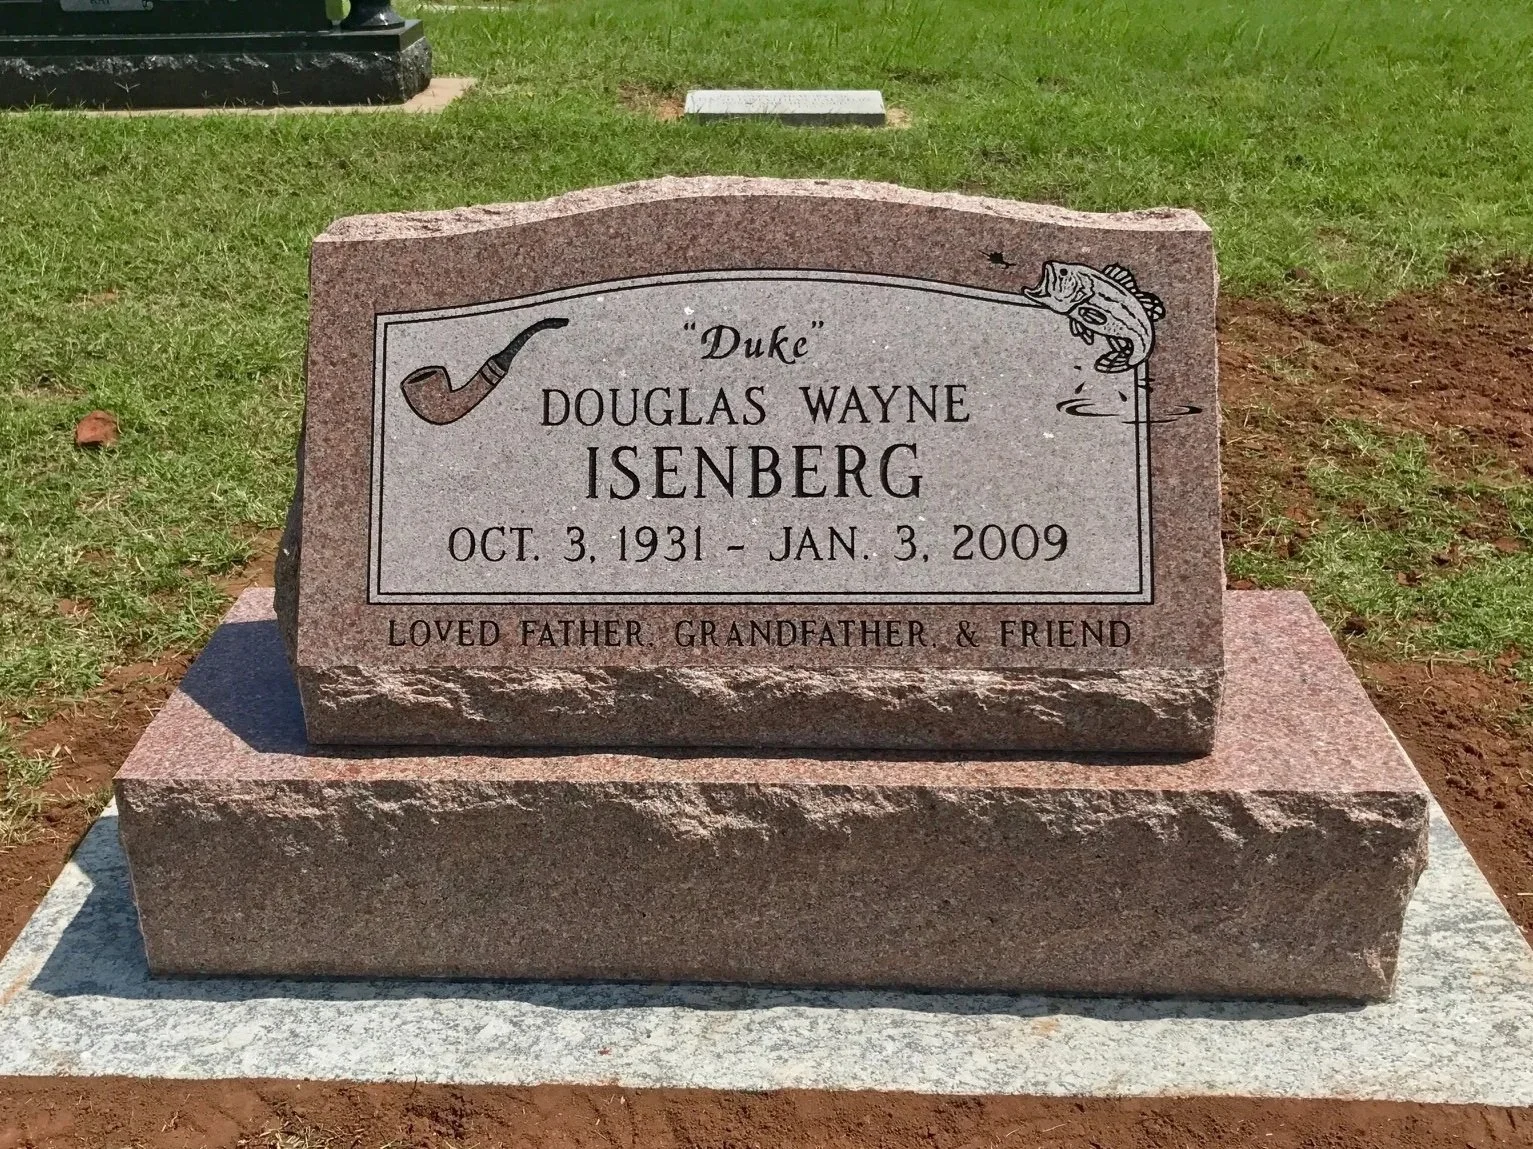 "Duke"
DOUGLAS WAYNE
ISENBERG
OCT. 3, 1931 - JAN. 3, 2009
LOVED FATHER, GRANDFATHER, & FRIEND